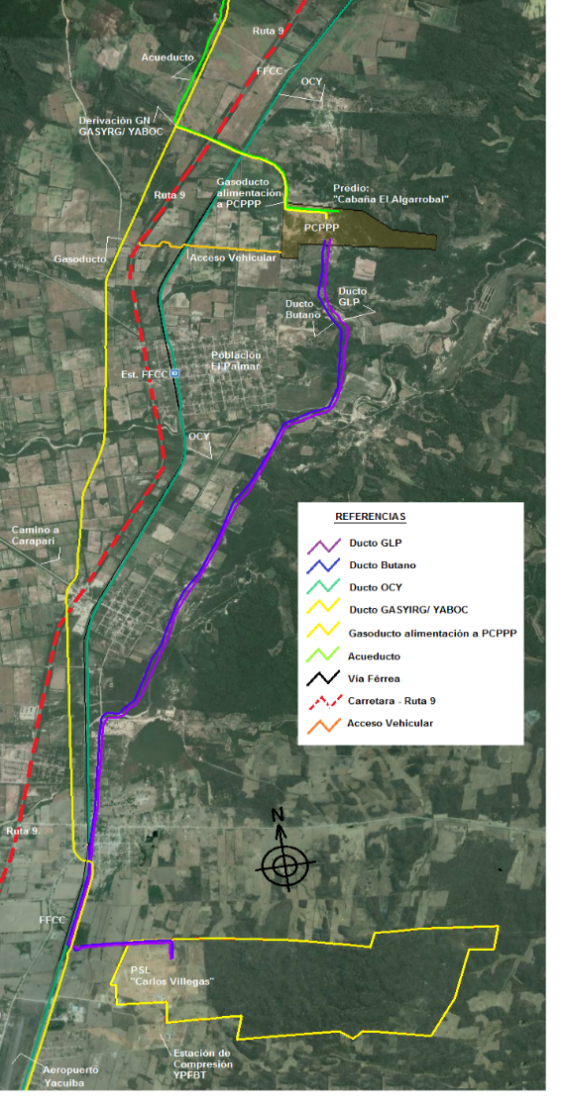 Ruta 9
Acueducto
FFCC
OCY
Derivación GN
GASYRG/ YABOC
Gasoducto
alimentación
a PCPPP
Predio:
"Cabaña El Algarrobal"
Ruta 9
PCPPP
Gasoducto
Acceso Vehicular
Ducto
GLP
Ducto
Butano
Población
El Palmar
Est. FFCC
OCY
Camino a
Caraparí
REFERENCIAS
Ducto GLP
Ducto Butano
Ducto OCY
Ducto GASYIRG/ YABOC
Gasoducto alimentación a PCPPP
Acueducto
Vía Férrea
Carretara - Ruta 9
Acceso Vehicular
N
Ruta 9
FFCC
PSL
"Carlos Villegas"
Estación de
Compresión
YPFBT
Aeropuerto
Yacuiba